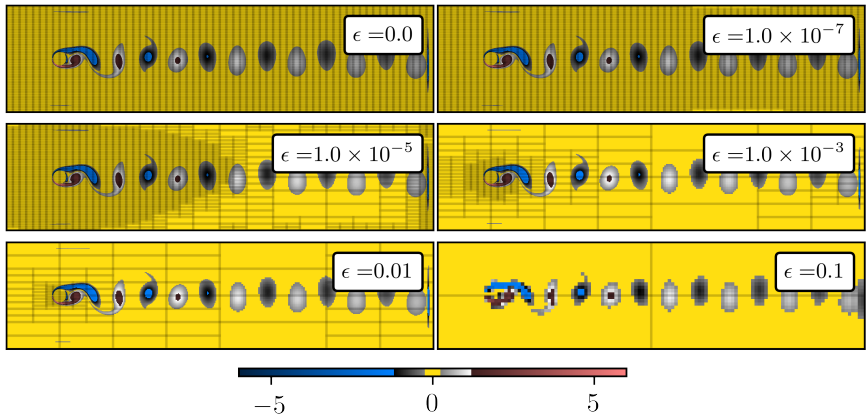 ϵ =0.0
ϵ =1.0 × 10⁻⁷
ϵ =1.0 × 10⁻⁵
ϵ =1.0 × 10⁻³
ϵ =0.01
ϵ =0.1
−5 0 5